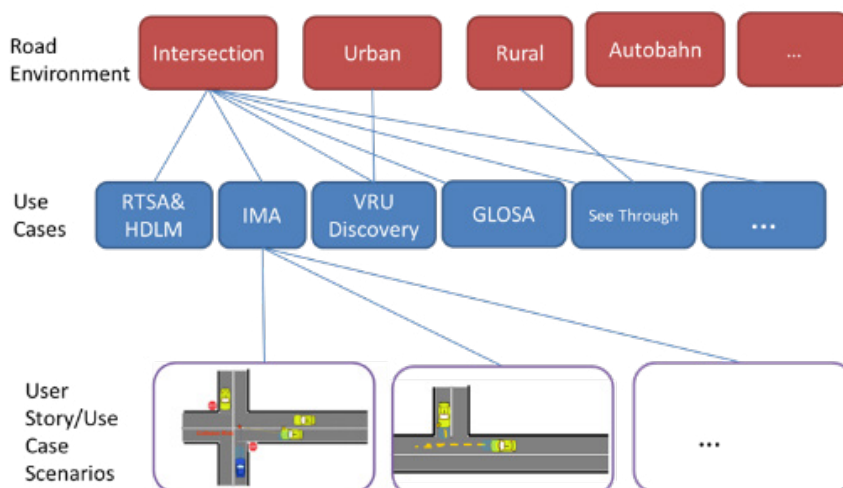 Road
Environment
Intersection
Urban
Rural
Autobahn
...
Use
Cases
RTSA&
HDLM
IMA
VRU
Discovery
GLOSA
See Through
...
User
Story/Use
Case
Scenarios
...